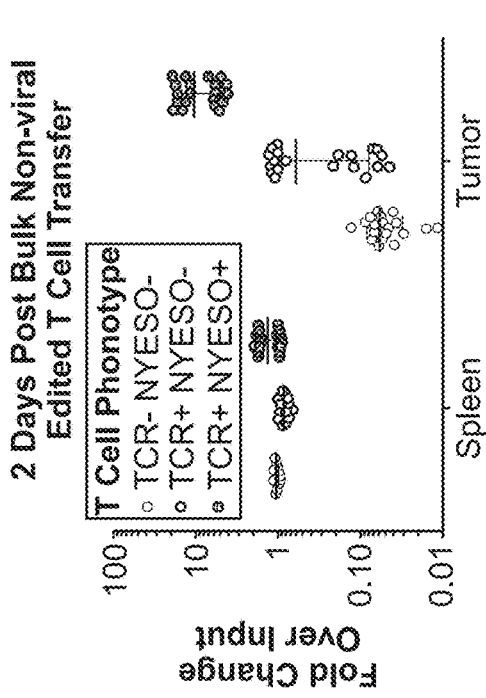 2 Days Post Bulk Non-viral
Edited T Cell Transfer
T Cell Phonotype
TCR- NYESO-
TCR+ NYESO-
TCR+ NYESO+
Fold Change
Over Input
100
10
1
0.10
0.01
Spleen
Tumor